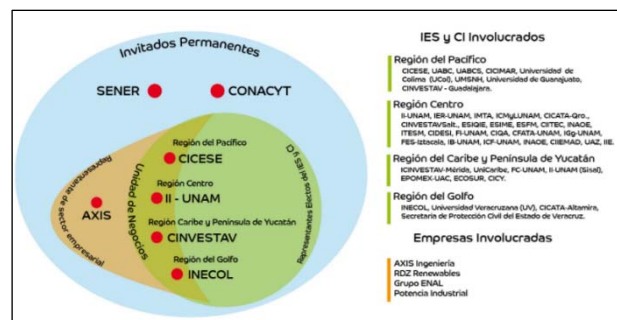 Invitados Permanentes
SENER
CONACYT
Región del Pacífico
CICESE
Región Centro
II - UNAM
Región Caribe y Península de Yucatán
CINVESTAV
Región del Golfo
INECOL
AXIS
Representante de sector empresarial
Unidad de Negocios
Representantes Electos del IES y CI
IES y CI Involucrados
Región del Pacífico
CICESE, UABC, UABCS, CICIMAR, Universidad de
Colima (UCol), UMSNH, Universidad de Guanajuato,
CINVESTAV - Guadalajara.
Región Centro
II-UNAM, IER-UNAM, IMTA, ICMyLUNAM, CICATA-Qro.,
CINVESTAVSalt., ESIQIE, ESIME, ESFM, CIITEC, INAOE,
ITESM, CIDESI, FI-UNAM, CIQA, CFATA-UNAM, IGg-UNAM,
FES-Iztacala, IB-UNAM, ICF-UNAM, INAOE, CIIEMAD, UAZ, IIE.
Región del Caribe y Península de Yucatán
ICINVESTAV-Mérida, UniCaribe, FC-UNAM, II-UNAM (Sisal),
EPOMEX-UAC, ECOSUR, CICY.
Región del Golfo
INECOL, Universidad Veracruzana (UV), CICATA-Altamira,
Secretaria de Protección Civil del Estado de Veracruz.
Empresas Involucradas
AXIS Ingeniería
RDZ Renewables
Grupo ENAL
Potencia Industrial